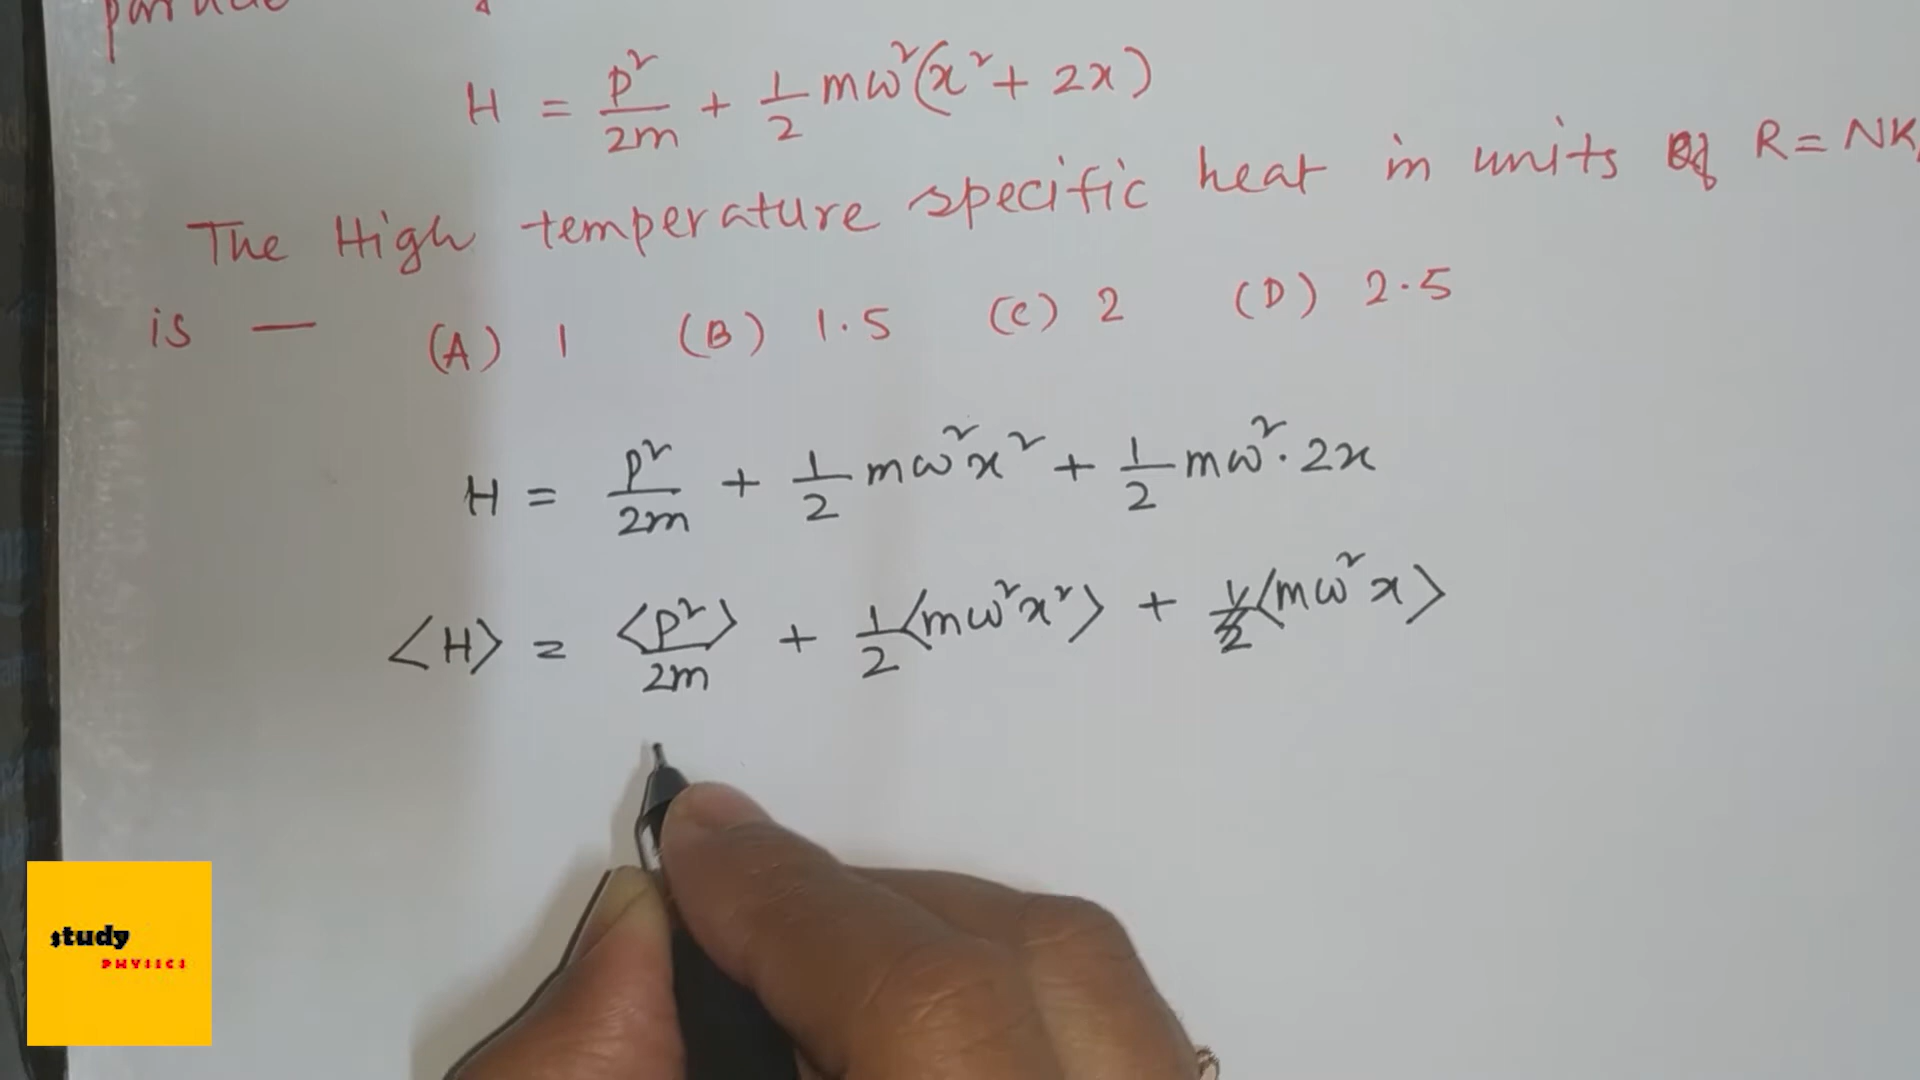 H = p²/2m + 1/2 mω²(x² + 2x)
The High temperature specific heat in units of R = NK
is — (A) 1 (B) 1.5 (C) 2 (D) 2.5
H = p²/2m + 1/2 mω²x² + 1/2 mω² · 2x
<H> = <p²>/2m + 1/2 <mω²x²> + <mω²x>
study
PHYSICS